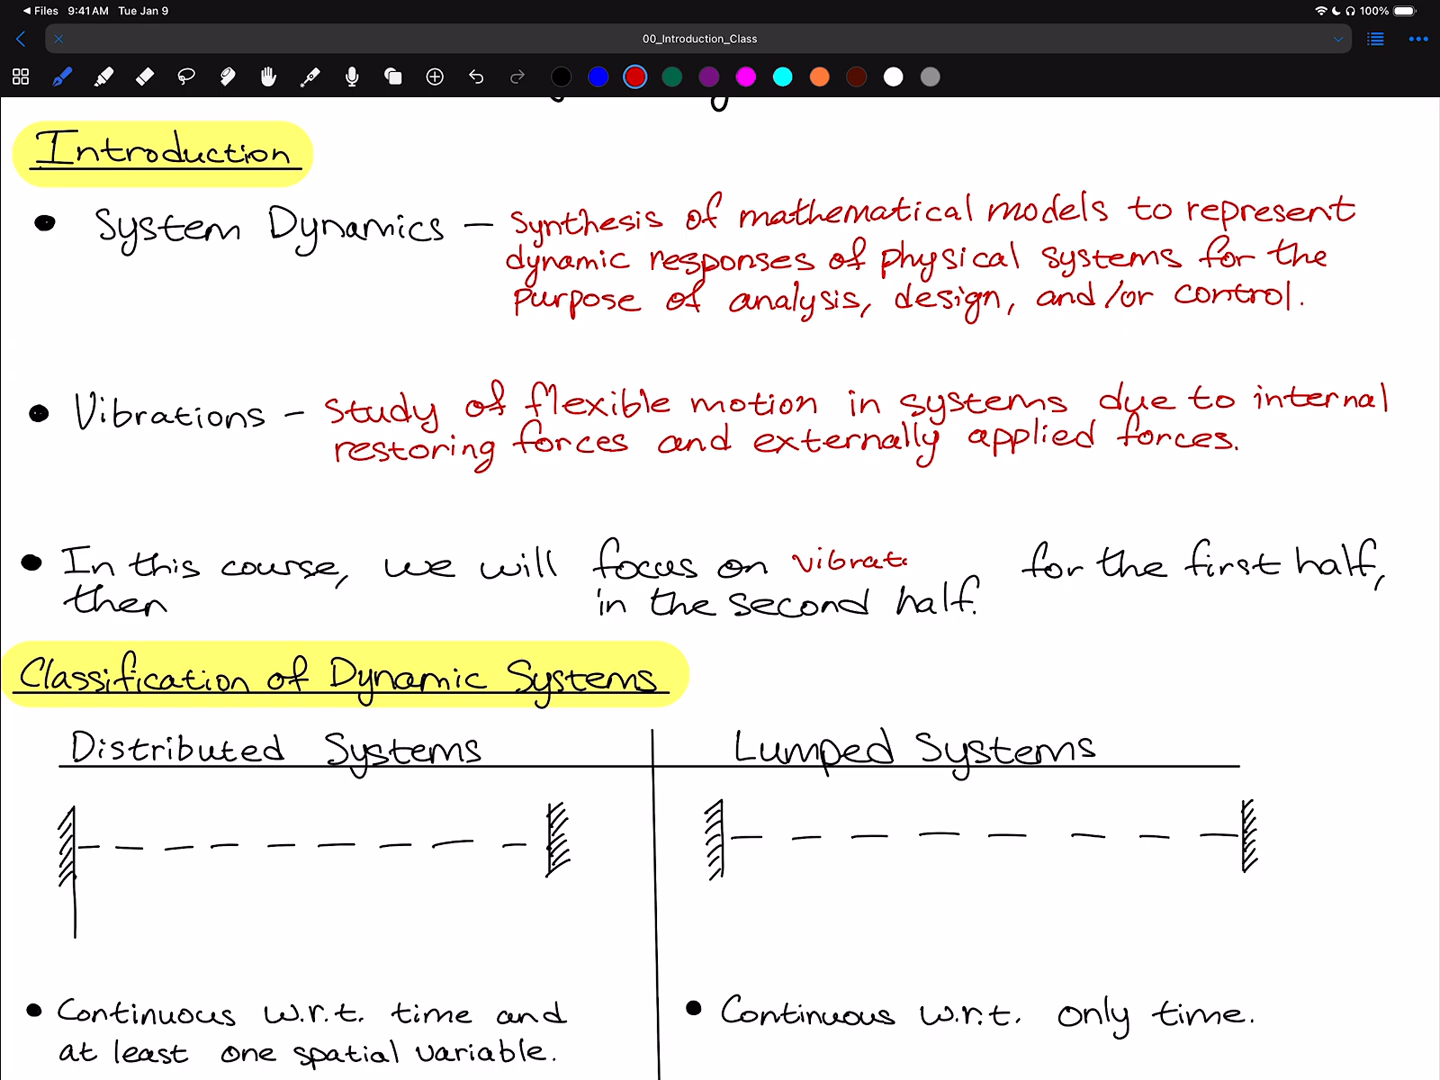 Files 9:41 AM Tue Jan 9 100%
00_Introduction_Class
Introduction
• System Dynamics – Synthesis of mathematical models to represent
dynamic responses of physical systems for the
purpose of analysis, design, and/or control.
• Vibrations – Study of flexible motion in systems due to internal
restoring forces and externally applied forces.
• In this course, we will focus on vibrat for the first half,
then in the second half.
Classification of Dynamic Systems
Distributed Systems Lumped Systems
• Continuous w.r.t. time and
at least one spatial variable.
• Continuous w.r.t. only time.